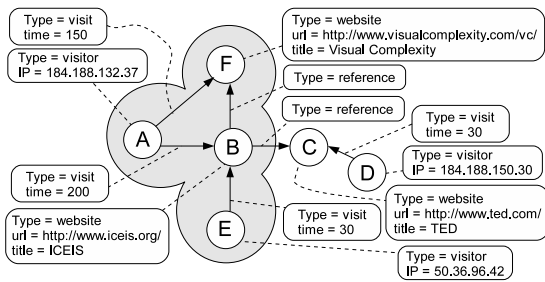 Type = visit
time = 150
Type = website
url = http://www.visualcomplexity.com/vc/
title = Visual Complexity
Type = visitor
IP = 184.188.132.37
F
Type = reference
Type = reference
A
B
C
D
Type = visit
time = 30
Type = visitor
IP = 184.188.150.30
Type = visit
time = 200
Type = website
url = http://www.iceis.org/
title = ICEIS
E
Type = visit
time = 30
Type = website
url = http://www.ted.com/
title = TED
Type = visitor
IP = 50.36.96.42